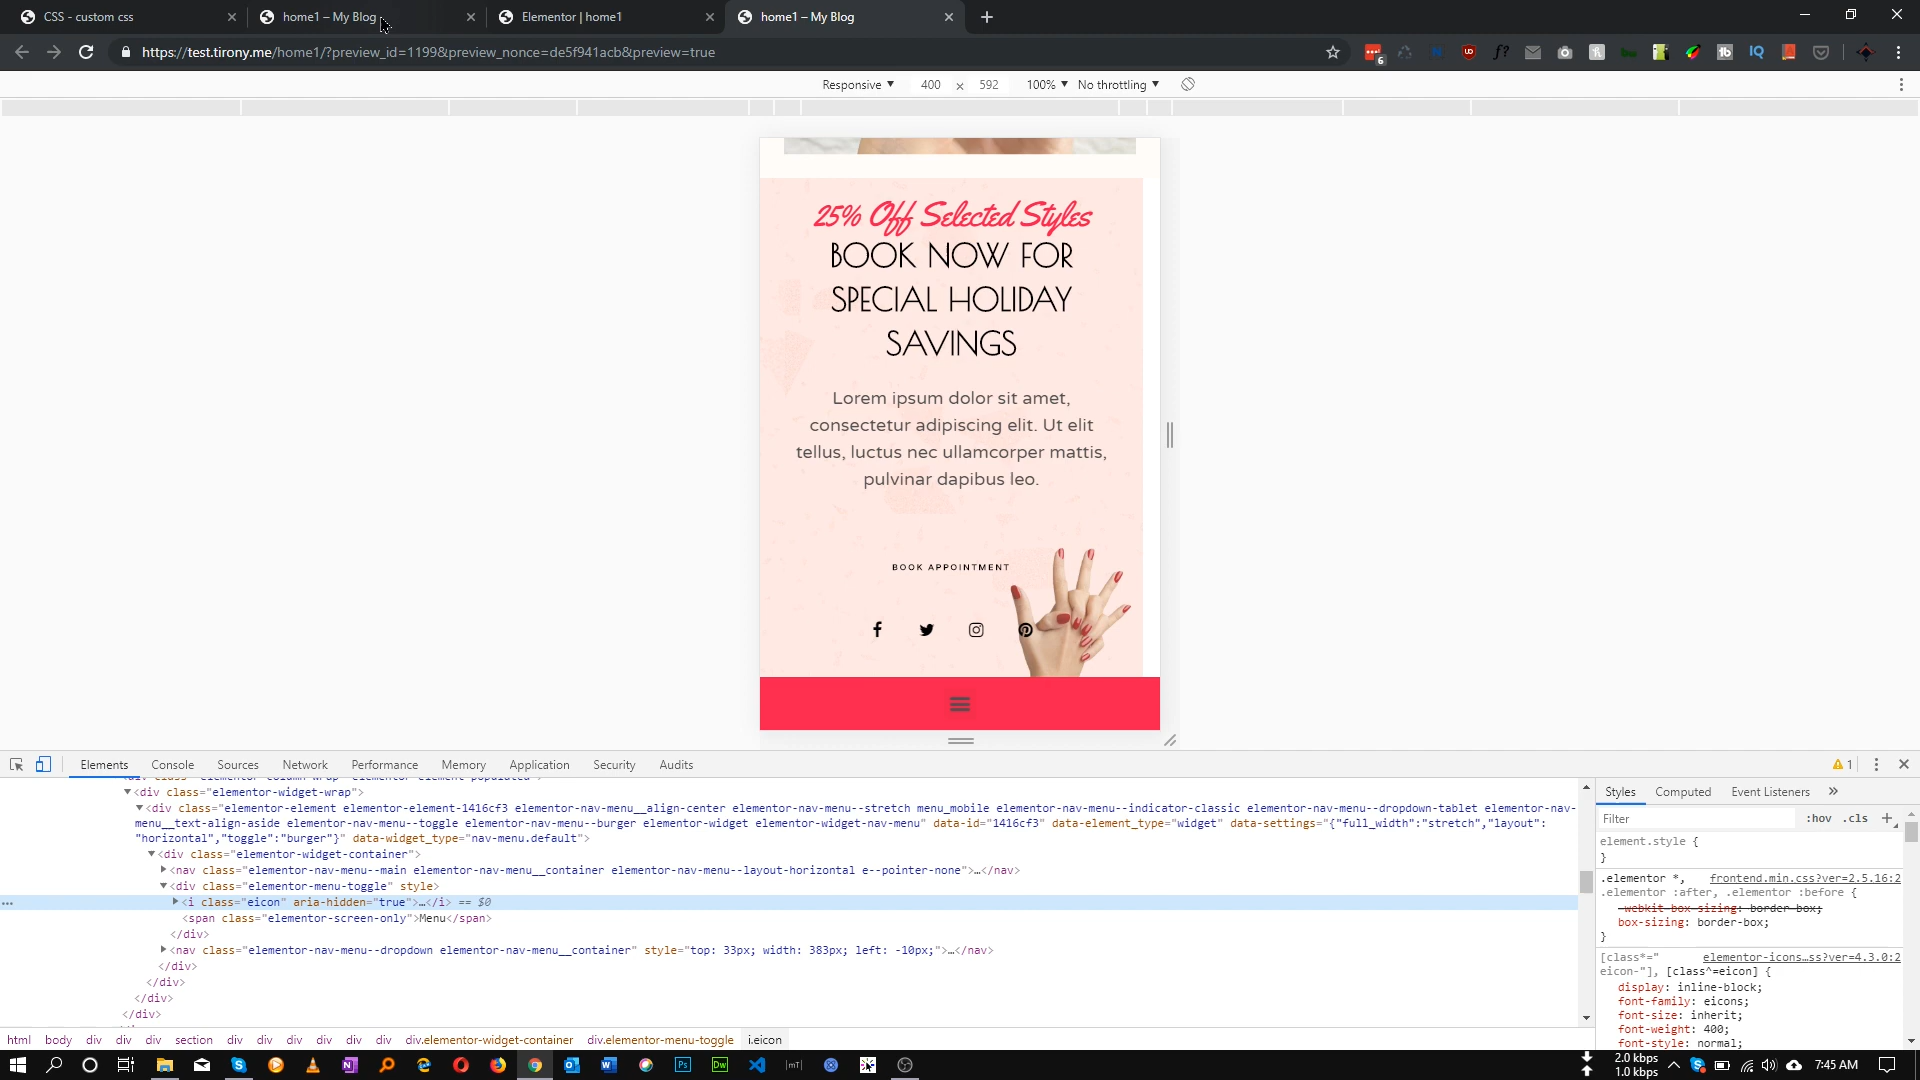 CSS - custom css
home1 – My Blog
Elementor | home1
home1 – My Blog
https://test.tirony.me/home1/?preview_id=1199&preview_nonce=de5f941acb&preview=true
6
Responsive
400 × 592
100%
No throttling
25% Off Selected Styles
BOOK NOW FOR
SPECIAL HOLIDAY
SAVINGS
Lorem ipsum dolor sit amet,
consectetur adipiscing elit. Ut elit
tellus, luctus nec ullamcorper mattis,
pulvinar dapibus leo.
BOOK APPOINTMENT
Elements Console Sources Network Performance Memory Application Security Audits
1
<div class="elementor-widget-wrap">
<div class="elementor-element elementor-element-1416cf3 elementor-nav-menu__align-center elementor-nav-menu--stretch menu_mobile elementor-nav-menu--indicator-classic elementor-nav-menu--dropdown-tablet elementor-nav-
menu__text-align-aside elementor-nav-menu--toggle elementor-nav-menu--burger elementor-widget elementor-widget-nav-menu" data-id="1416cf3" data-element_type="widget" data-settings="{"full_width":"stretch","layout":
"horizontal","toggle":"burger"}" data-widget_type="nav-menu.default">
<div class="elementor-widget-container">
<nav class="elementor-nav-menu--main elementor-nav-menu__container elementor-nav-menu--layout-horizontal e--pointer-none">…</nav>
<div class="elementor-menu-toggle" style>
<i class="eicon" aria-hidden="true">…</i> == $0
<span class="elementor-screen-only">Menu</span>
</div>
<nav class="elementor-nav-menu--dropdown elementor-nav-menu__container" style="top: 33px; width: 383px; left: -10px;">…</nav>
</div>
</div>
</div>
</div>
html body div div div section div div div div div div div.elementor-widget-container div.elementor-menu-toggle i.eicon
Styles Computed Event Listeners »
Filter :hov .cls +
element.style {
}
.elementor *, frontend.min.css?ver=2.5.16:2
.elementor :after, .elementor :before {
-webkit-box-sizing: border-box;
box-sizing: border-box;
}
[class*=" elementor-icons…ss?ver=4.3.0:2
eicon-"], [class^=eicon] {
display: inline-block;
font-family: eicons;
font-size: inherit;
font-weight: 400;
font-style: normal;
2.0 kbps
1.0 kbps
7:45 AM